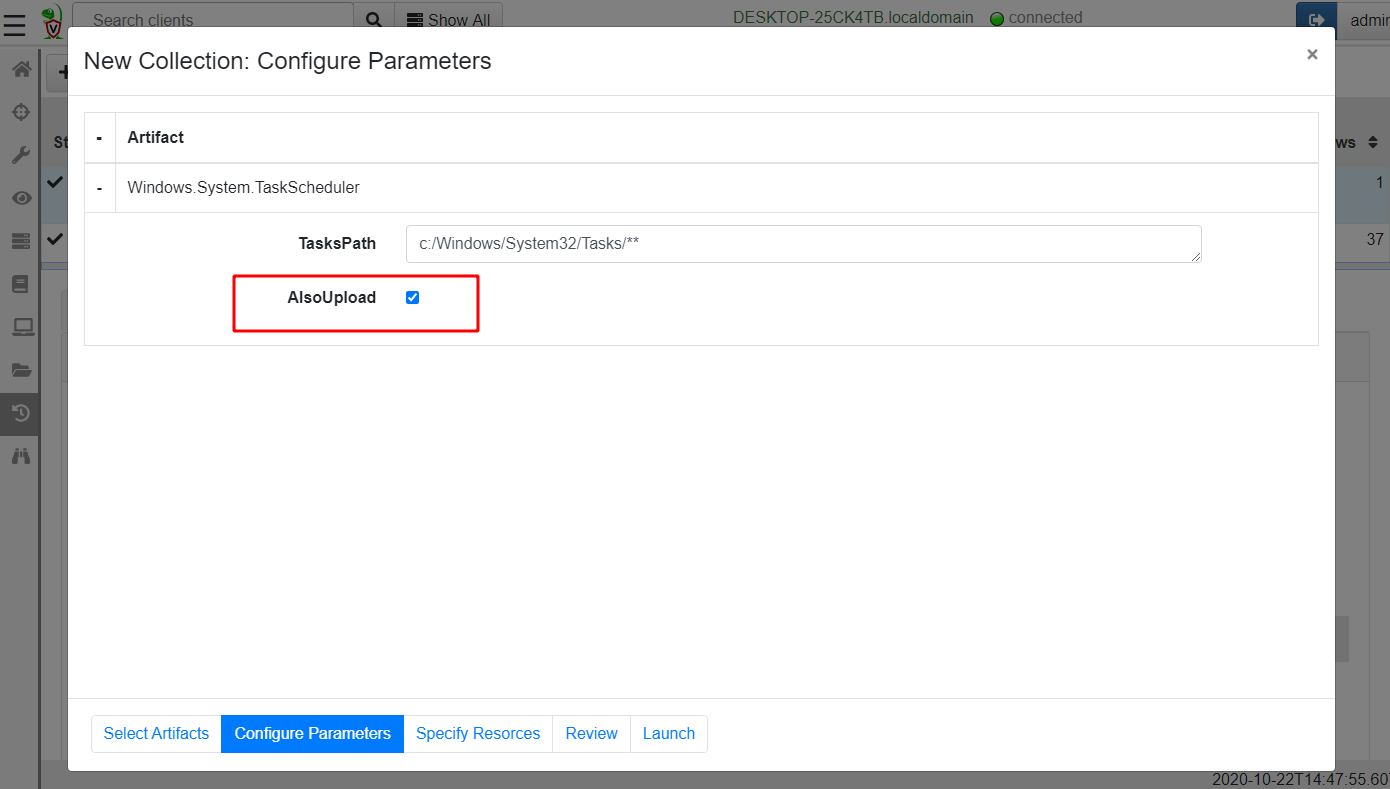 Search clients
Show All
DESKTOP-25CK4TB.localdomain
connected
admin
New Collection: Configure Parameters
×
St
ws
1
37
- Artifact
- Windows.System.TaskScheduler
TasksPath c:/Windows/System32/Tasks/**
AlsoUpload
Select Artifacts Configure Parameters Specify Resorces Review Launch
2020-10-22T14:47:55.607